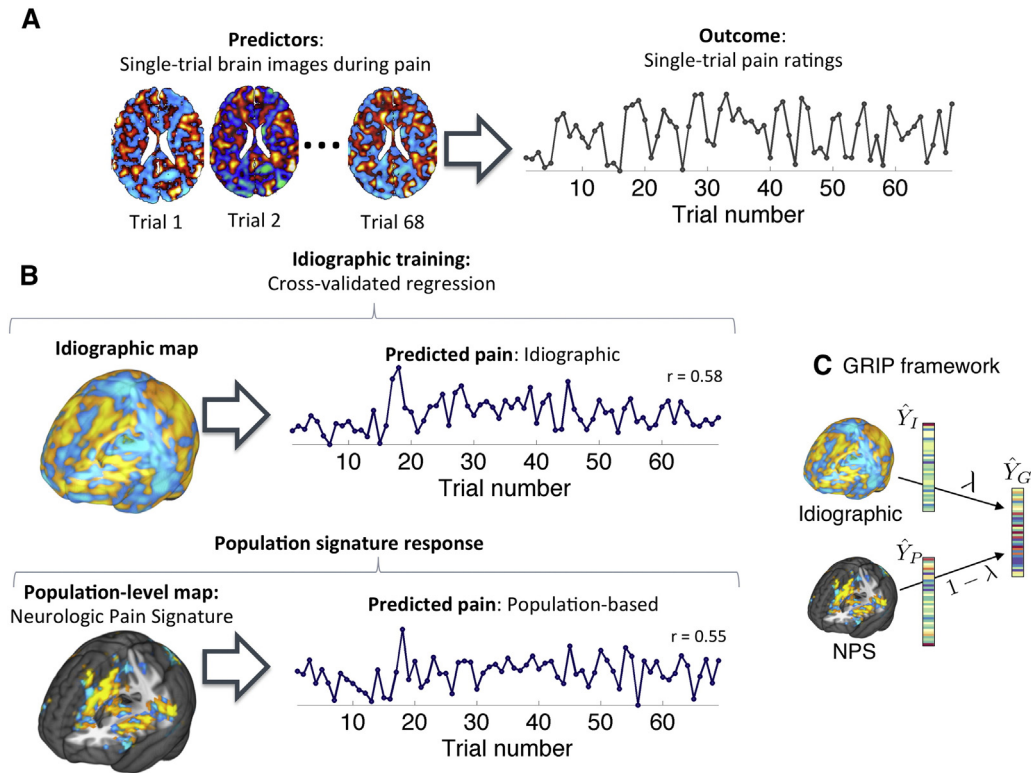 A
Predictors:
Single-trial brain images during pain
Trial 1
Trial 2
Trial 68
Outcome:
Single-trial pain ratings
10 20 30 40 50 60
Trial number
B
Idiographic training:
Cross-validated regression
Idiographic map
Predicted pain: Idiographic
r = 0.58
10 20 30 40 50 60
Trial number
Population signature response
Population-level map:
Neurologic Pain Signature
Predicted pain: Population-based
r = 0.55
10 20 30 40 50 60
Trial number
C GRIP framework
Ŷ_I
λ
Ŷ_G
Idiographic
Ŷ_P
1 − λ
NPS